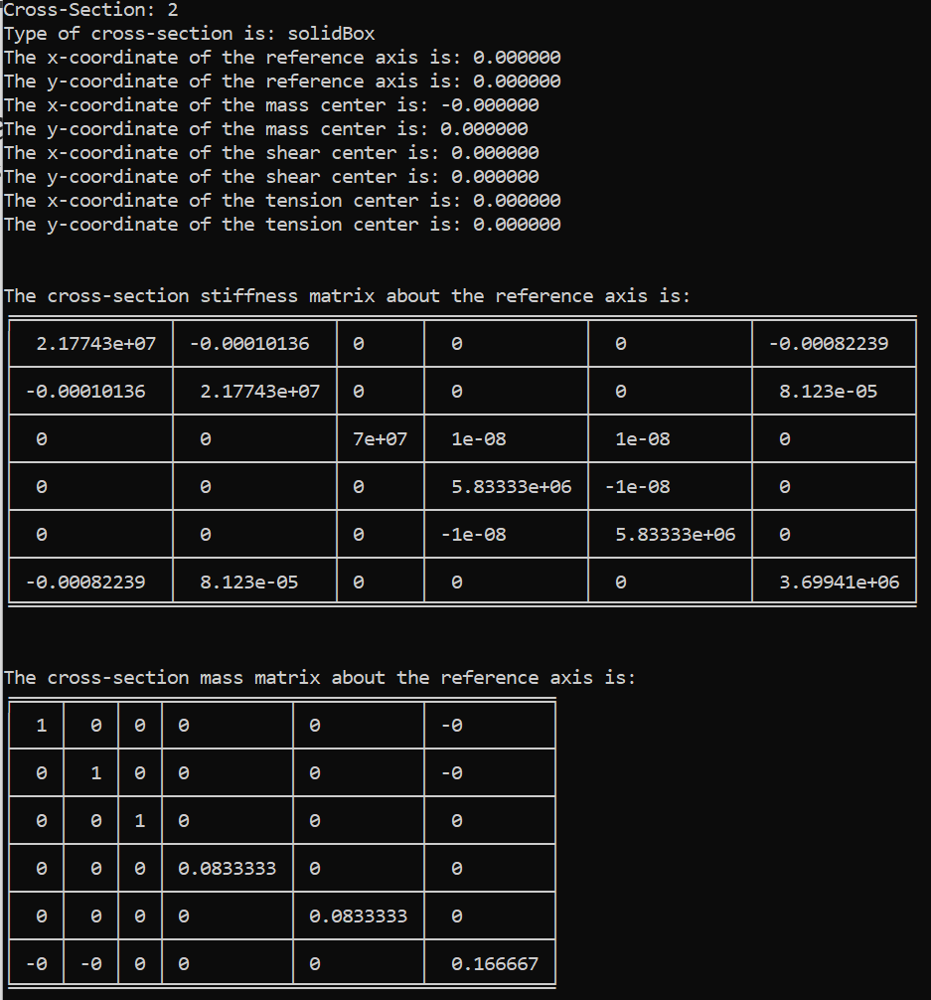 Cross-Section: 2
Type of cross-section is: solidBox
The x-coordinate of the reference axis is: 0.000000
The y-coordinate of the reference axis is: 0.000000
The x-coordinate of the mass center is: -0.000000
The y-coordinate of the mass center is: 0.000000
The x-coordinate of the shear center is: 0.000000
The y-coordinate of the shear center is: 0.000000
The x-coordinate of the tension center is: 0.000000
The y-coordinate of the tension center is: 0.000000
The cross-section stiffness matrix about the reference axis is:
2.17743e+07 -0.00010136 0 0 0 -0.00082239
-0.00010136 2.17743e+07 0 0 0 8.123e-05
0 0 7e+07 1e-08 1e-08 0
0 0 0 5.83333e+06 -1e-08 0
0 0 0 -1e-08 5.83333e+06 0
-0.00082239 8.123e-05 0 0 0 3.69941e+06
The cross-section mass matrix about the reference axis is:
1 0 0 0 0 -0
0 1 0 0 0 -0
0 0 1 0 0 0
0 0 0 0.0833333 0 0
0 0 0 0 0.0833333 0
-0 -0 0 0 0 0.166667